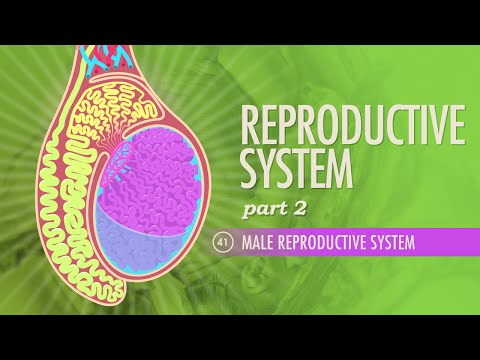 REPRODUCTIVE
SYSTEM
part 2
41 MALE REPRODUCTIVE SYSTEM